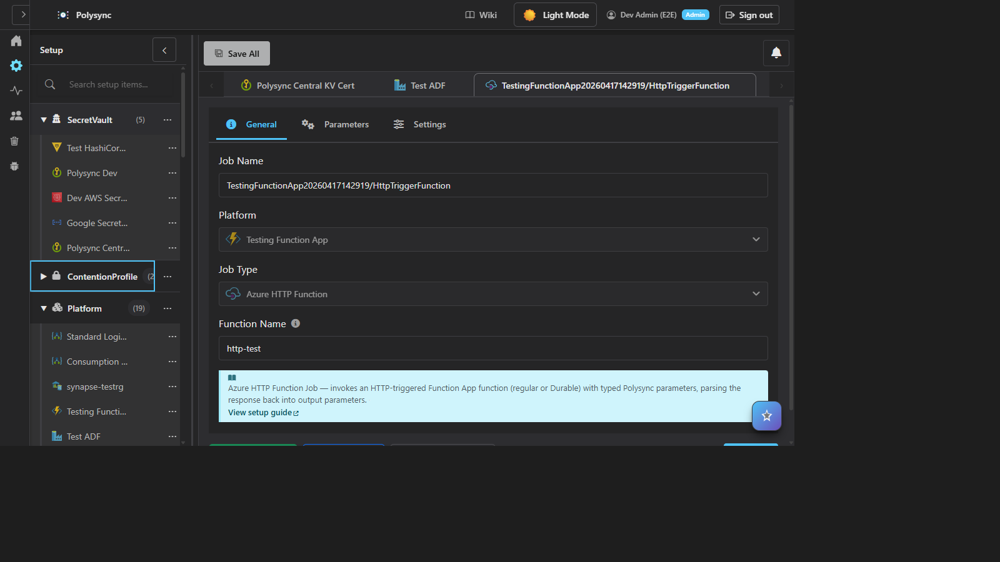 Polysync
Wiki
Light Mode
Dev Admin (E2E)
Admin
Sign out
Setup
Search setup items...
SecretVault (5)
Test HashiCor...
Polysync Dev
Dev AWS Secr...
Google Secret...
Polysync Centr...
ContentionProfile (2
Platform (19)
Standard Logi...
Consumption ...
synapse-testrg
Testing Functi...
Test ADF
Save All
Polysync Central KV Cert
Test ADF
TestingFunctionApp20260417142919/HttpTriggerFunction
General
Parameters
Settings
Job Name
TestingFunctionApp20260417142919/HttpTriggerFunction
Platform
Testing Function App
Job Type
Azure HTTP Function
Function Name
http-test
Azure HTTP Function Job — invokes an HTTP-triggered Function App function (regular or Durable) with typed Polysync parameters, parsing the
response back into output parameters.
View setup guide